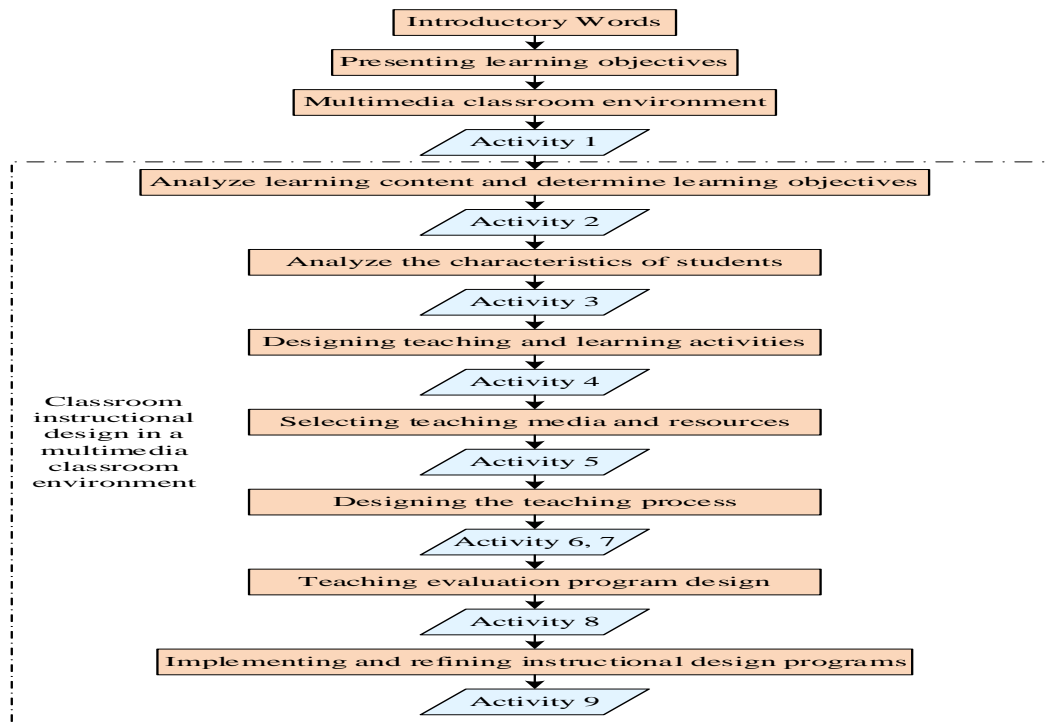 Introductory Words
Presenting learning objectives
Multimedia classroom environment
Activity 1
Analyze learning content and determine learning objectives
Activity 2
Analyze the characteristics of students
Activity 3
Designing teaching and learning activities
Activity 4
Classroom
instructional
design in a
multimedia
classroom
environment
Selecting teaching media and resources
Activity 5
Designing the teaching process
Activity 6, 7
Teaching evaluation program design
Activity 8
Implementing and refining instructional design programs
Activity 9